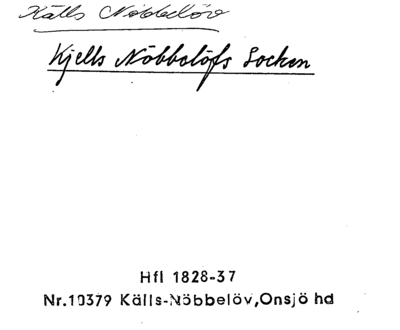 Källs Nöbbelöv
Kjells Nöbbelöfs Socken
Hfl 1828-37
Nr.10379 Källs-Nöbbelöv,Onsjö hd